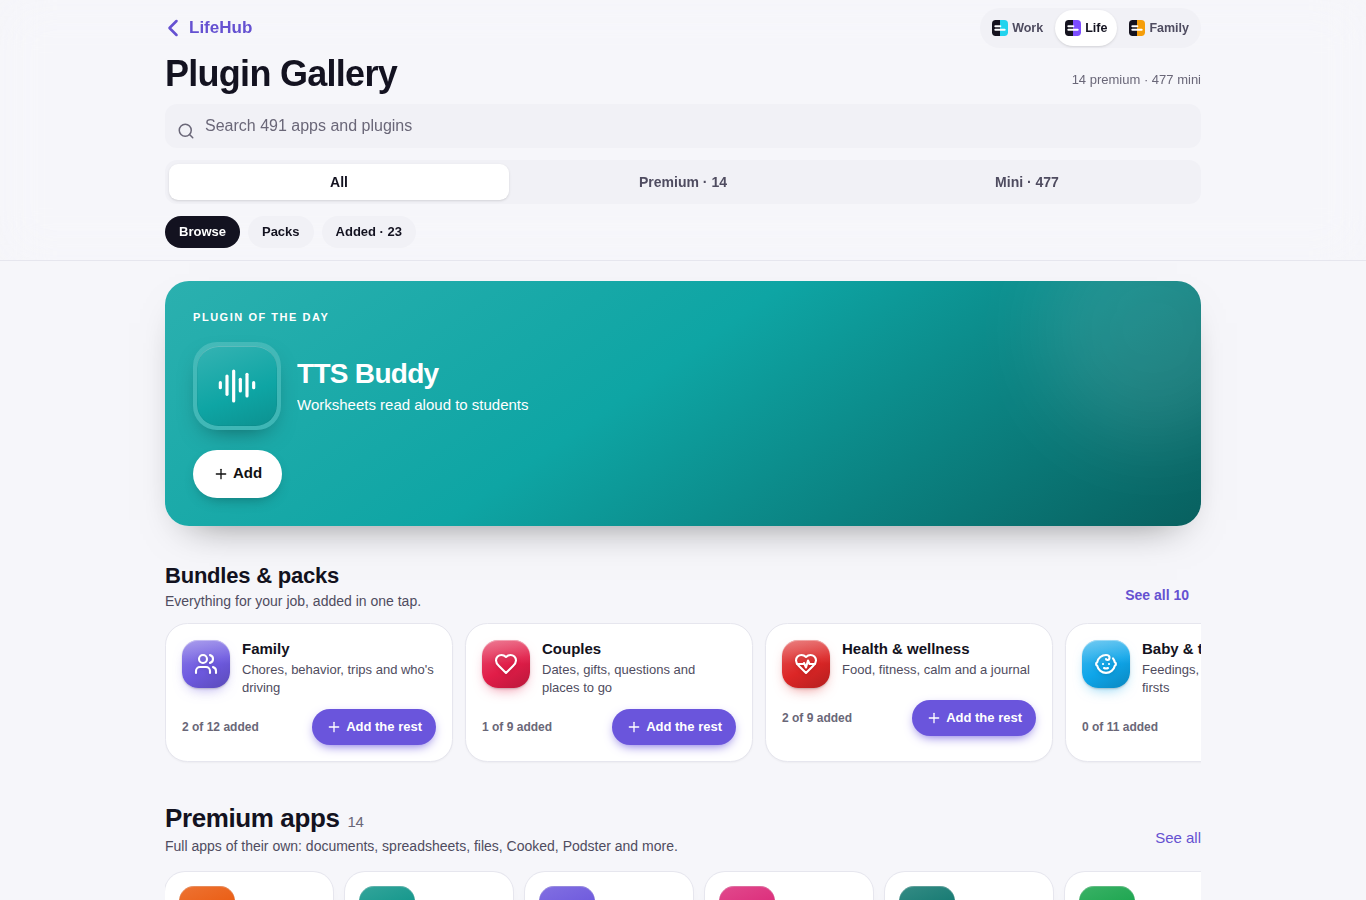 LifeHub
Work
Life
Family
Plugin Gallery
14 premium · 477 mini
Search 491 apps and plugins
All
Premium · 14
Mini · 477
Browse
Packs
Added · 23
PLUGIN OF THE DAY
TTS Buddy
Worksheets read aloud to students
Add
Bundles & packs
Everything for your job, added in one tap.
See all 10
Family
Chores, behavior, trips and who's
driving
2 of 12 added
Add the rest
Couples
Dates, gifts, questions and
places to go
1 of 9 added
Add the rest
Health & wellness
Food, fitness, calm and a journal
2 of 9 added
Add the rest
Baby &
Feedings,
firsts
0 of 11 added
Premium apps 14
Full apps of their own: documents, spreadsheets, files, Cooked, Podster and more.
See all